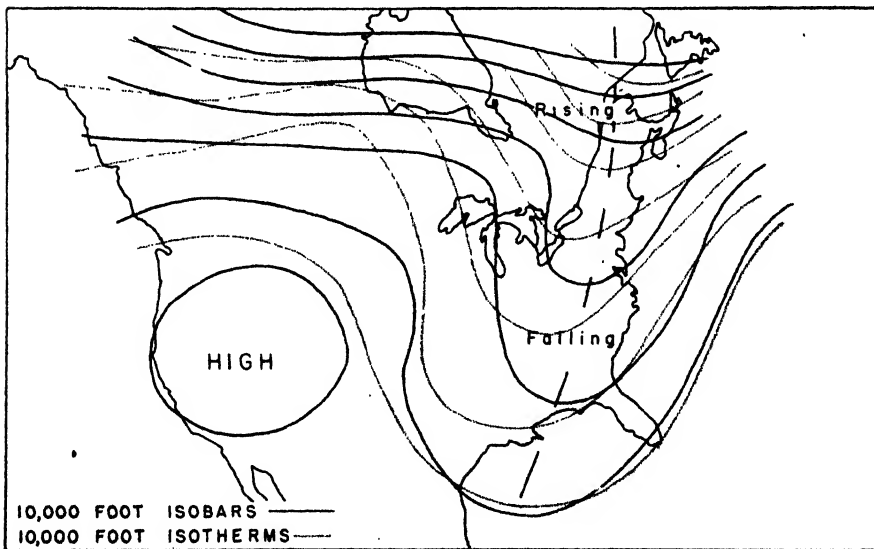 Rising
HIGH
Falling
10,000 FOOT ISOBARS
10,000 FOOT ISOTHERMS